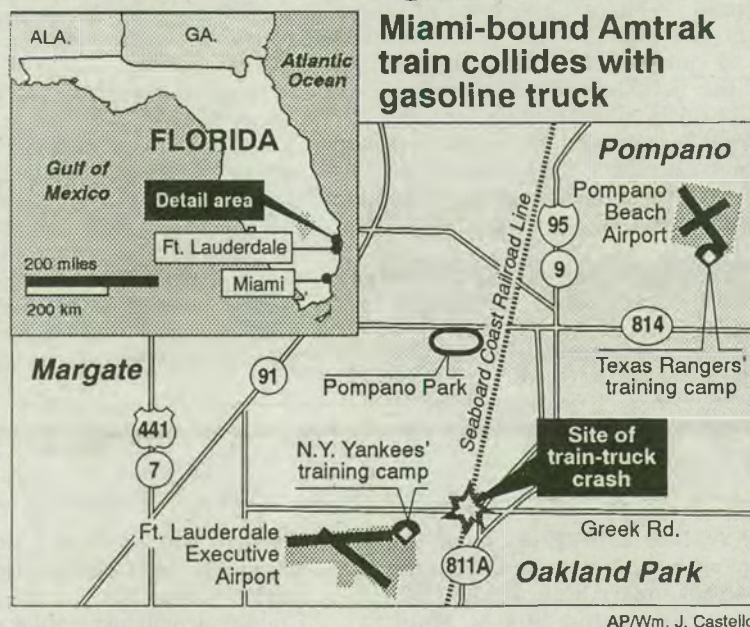 Miami-bound Amtrak
train collides with
gasoline truck
ALA.
GA.
Atlantic
Ocean
FLORIDA
Gulf of
Mexico
Detail area
Ft. Lauderdale
Miami
200 miles
200 km
Pompano
Pompano
Beach
Airport
95
9
Seaboard Coast Railroad Line
814
Texas Rangers'
training camp
Margate
91
Pompano Park
441
7
N.Y. Yankees'
training camp
Site of
train-truck
crash
Ft. Lauderdale
Executive
Airport
Greek Rd.
811A
Oakland Park
AP/Wm. J. Castello